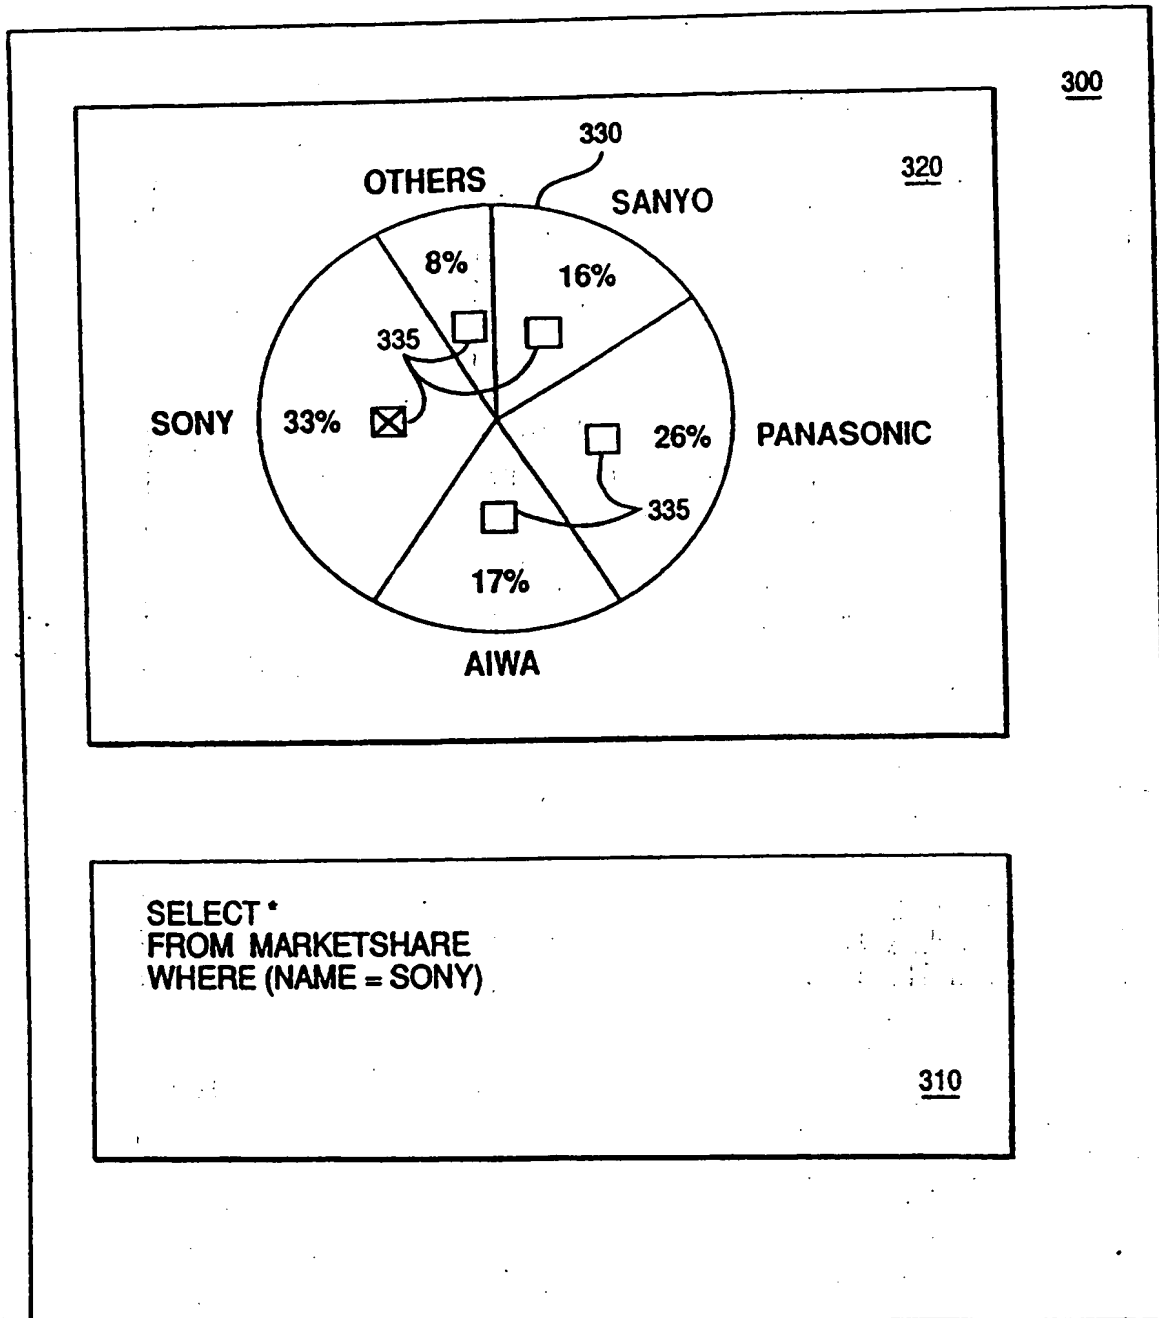 300
330
320
OTHERS
SANYO
8%
16%
335
SONY
33%
26%
PANASONIC
335
17%
AIWA
SELECT *
FROM MARKETSHARE
WHERE (NAME = SONY)
310